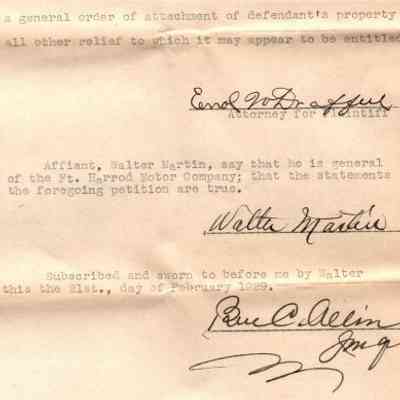 a general order of attachment of defendant's property
all other relief to which it may appear to be entitled
Attorney for Plaintiff
Affiant, Walter Martin, say that he is general
of the Ft. Harrod Motor Company; that the statements
the foregoing petition are true.
Walter Martin
Subscribed and sworn to before me by Walter
this the 21st., day of February 1929.
Ben C. Allin